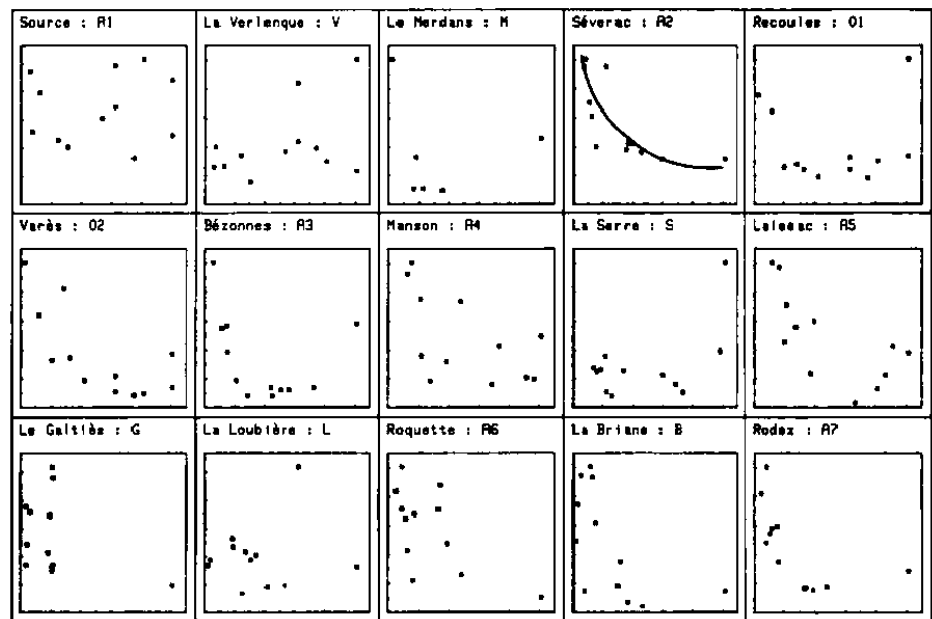 Source : A1
La Verlenque : V
Le Merdans : M
Séverac : A2
Recoules : O1
Varès : O2
Bézonnes : A3
Manson : A4
La Serre : S
Laissac : A5
Le Galtiès : G
La Loubière : L
Roquette : A6
La Briane : B
Rodez : A7